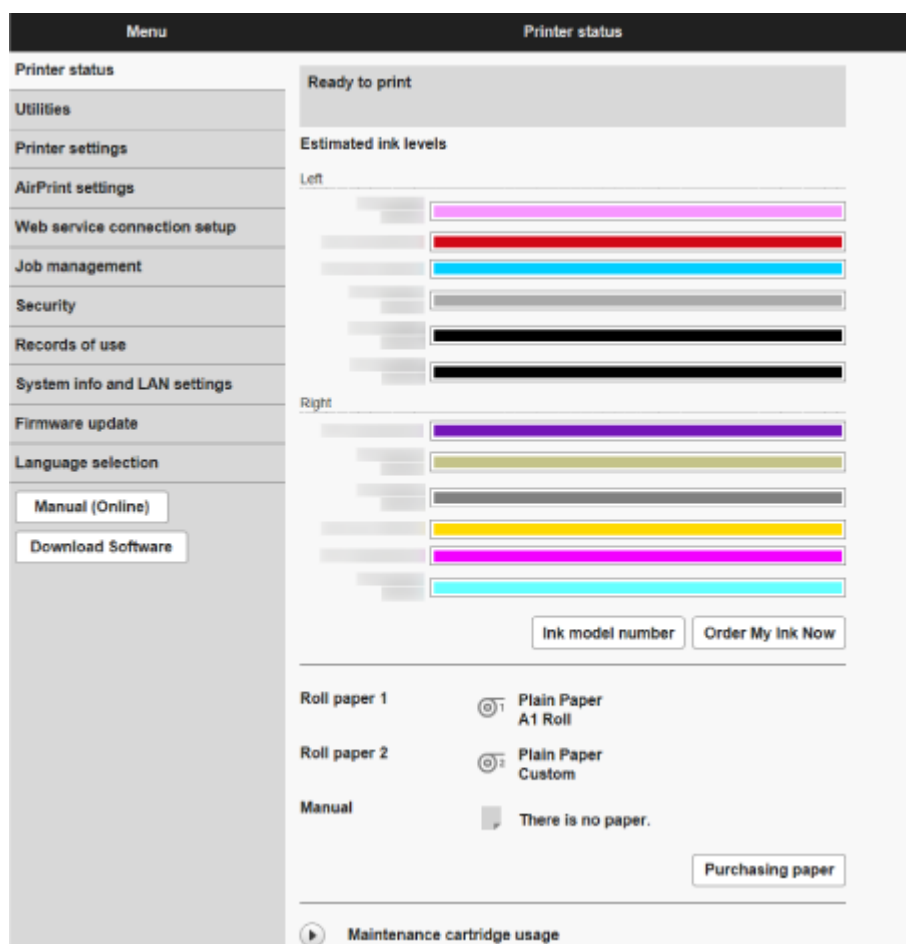 Menu
Printer status
Printer status
Utilities
Printer settings
AirPrint settings
Web service connection setup
Job management
Security
Records of use
System info and LAN settings
Firmware update
Language selection
Manual (Online)
Download Software
Ready to print
Estimated ink levels
Left
Right
Ink model number
Order My Ink Now
Roll paper 1
1
Plain Paper
A1 Roll
Roll paper 2
2
Plain Paper
Custom
Manual
There is no paper.
Purchasing paper
Maintenance cartridge usage